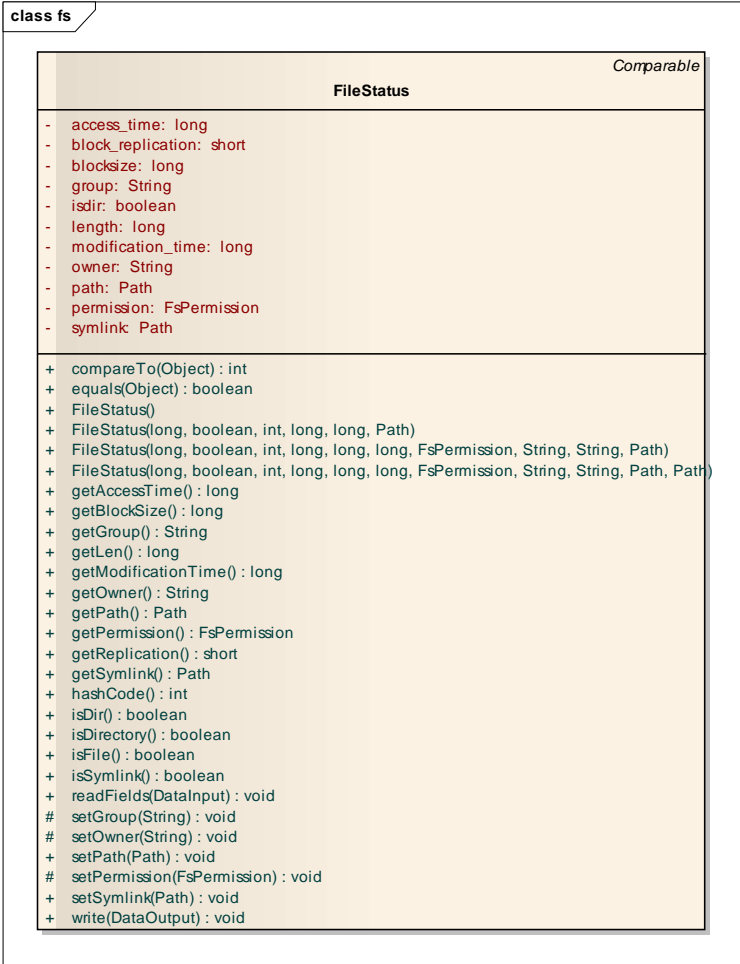 class fs
Comparable
FileStatus
- access_time: long
- block_replication: short
- blocksize: long
- group: String
- isdir: boolean
- length: long
- modification_time: long
- owner: String
- path: Path
- permission: FsPermission
- symlink: Path
+ compareTo(Object) : int
+ equals(Object) : boolean
+ FileStatus()
+ FileStatus(long, boolean, int, long, long, Path)
+ FileStatus(long, boolean, int, long, long, long, FsPermission, String, String, Path)
+ FileStatus(long, boolean, int, long, long, long, FsPermission, String, String, Path, Path)
+ getAccessTime() : long
+ getBlockSize() : long
+ getGroup() : String
+ getLen() : long
+ getModificationTime() : long
+ getOwner() : String
+ getPath() : Path
+ getPermission() : FsPermission
+ getReplication() : short
+ getSymlink() : Path
+ hashCode() : int
+ isDir() : boolean
+ isDirectory() : boolean
+ isFile() : boolean
+ isSymlink() : boolean
+ readFields(DataInput) : void
# setGroup(String) : void
# setOwner(String) : void
+ setPath(Path) : void
# setPermission(FsPermission) : void
+ setSymlink(Path) : void
+ write(DataOutput) : void